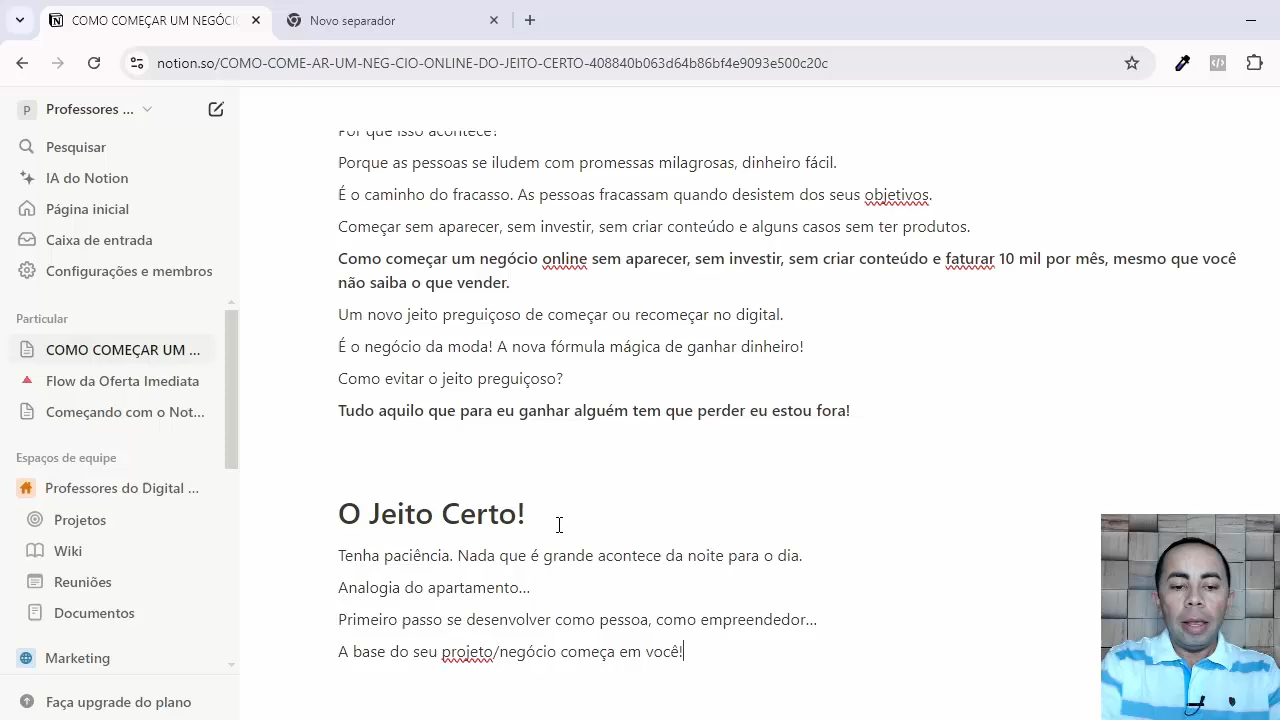 COMO COMEÇAR UM NEGÓCIO
Novo separador
notion.so/COMO-COME-AR-UM-NEG-CIO-ONLINE-DO-JEITO-CERTO-408840b063d64b86bf4e9093e500c20c
P Professores ...
Pesquisar
IA do Notion
Página inicial
Caixa de entrada
Configurações e membros
Particular
COMO COMEÇAR UM ...
Flow da Oferta Imediata
Começando com o Not...
Espaços de equipe
Professores do Digital ...
Projetos
Wiki
Reuniões
Documentos
Marketing
Faça upgrade do plano
Por que isso acontece?
Porque as pessoas se iludem com promessas milagrosas, dinheiro fácil.
É o caminho do fracasso. As pessoas fracassam quando desistem dos seus objetivos.
Começar sem aparecer, sem investir, sem criar conteúdo e alguns casos sem ter produtos.
Como começar um negócio online sem aparecer, sem investir, sem criar conteúdo e faturar 10 mil por mês, mesmo que você
não saiba o que vender.
Um novo jeito preguiçoso de começar ou recomeçar no digital.
É o negócio da moda! A nova fórmula mágica de ganhar dinheiro!
Como evitar o jeito preguiçoso?
Tudo aquilo que para eu ganhar alguém tem que perder eu estou fora!
O Jeito Certo!
Tenha paciência. Nada que é grande acontece da noite para o dia.
Analogia do apartamento...
Primeiro passo se desenvolver como pessoa, como empreendedor...
A base do seu projeto/negócio começa em você!